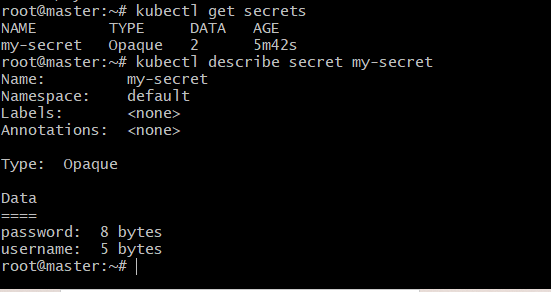 root@master:~# kubectl get secrets
NAME        TYPE     DATA   AGE
my-secret   Opaque   2      5m42s
root@master:~# kubectl describe secret my-secret
Name:         my-secret
Namespace:    default
Labels:       <none>
Annotations:  <none>

Type:  Opaque

Data
====
password:  8 bytes
username:  5 bytes
root@master:~#